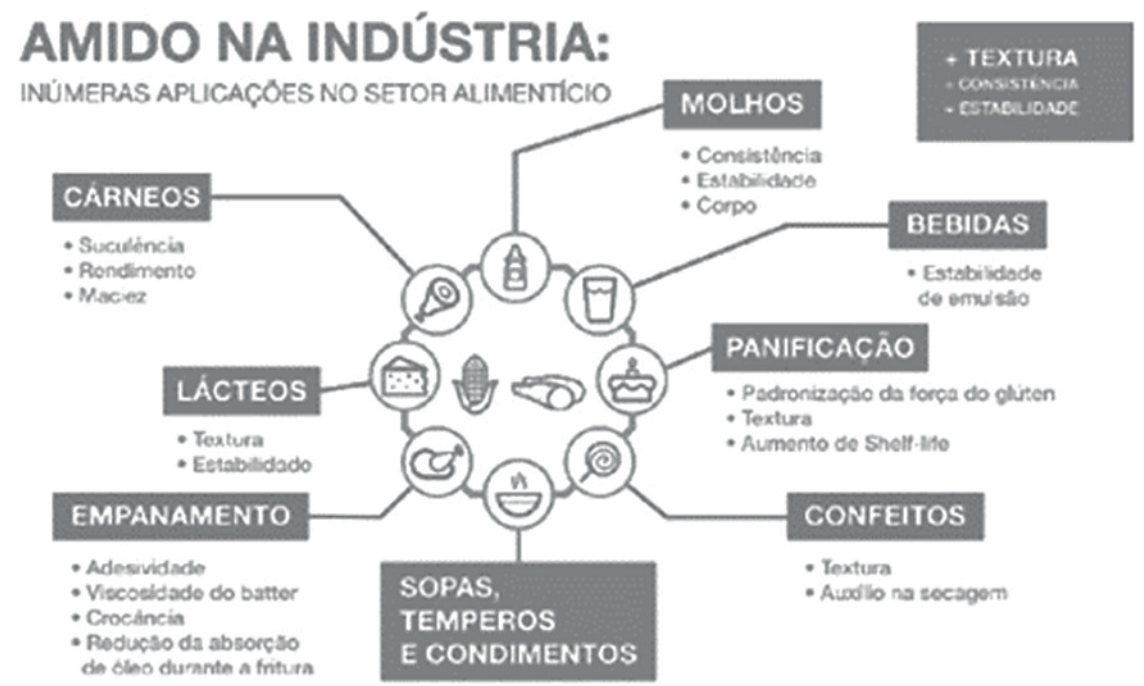 AMIDO NA INDÚSTRIA:
INÚMERAS APLICAÇÕES NO SETOR ALIMENTÍCIO
+ TEXTURA
+ CONSISTÊNCIA
+ ESTABILIDADE
MOLHOS
• Consistência
• Estabilidade
• Corpo
CÁRNEOS
• Suculência
• Rendimento
• Maciez
BEBIDAS
• Estabilidade
de emulsão
PANIFICAÇÃO
• Padronização da força do glúten
• Textura
• Aumento de Shelf-life
LÁCTEOS
• Textura
• Estabilidade
EMPANAMENTO
• Adesividade
• Viscosidade do batter
• Crocância
• Redução da absorção
de óleo durante a fritura
SOPAS,
TEMPEROS
E CONDIMENTOS
CONFEITOS
• Textura
• Auxílio na secagem